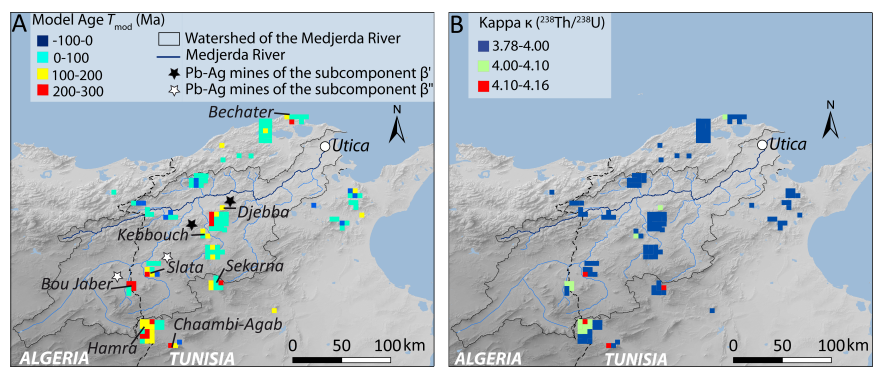 A
Model Age Tmod (Ma)
-100-0
0-100
100-200
200-300
Watershed of the Medjerda River
Medjerda River
Pb-Ag mines of the subcomponent β'
Pb-Ag mines of the subcomponent β"
Bechater
N
Utica
Djebba
Kebbouch
Slata
Sekarna
Bou Jaber
Chaambi-Agab
Hamra
ALGERIA
TUNISIA
0 50 100 km
B
Kappa κ (²³⁸Th/²³⁸U)
3.78-4.00
4.00-4.10
4.10-4.16
N
Utica
ALGERIA
TUNISIA
0 50 100 km